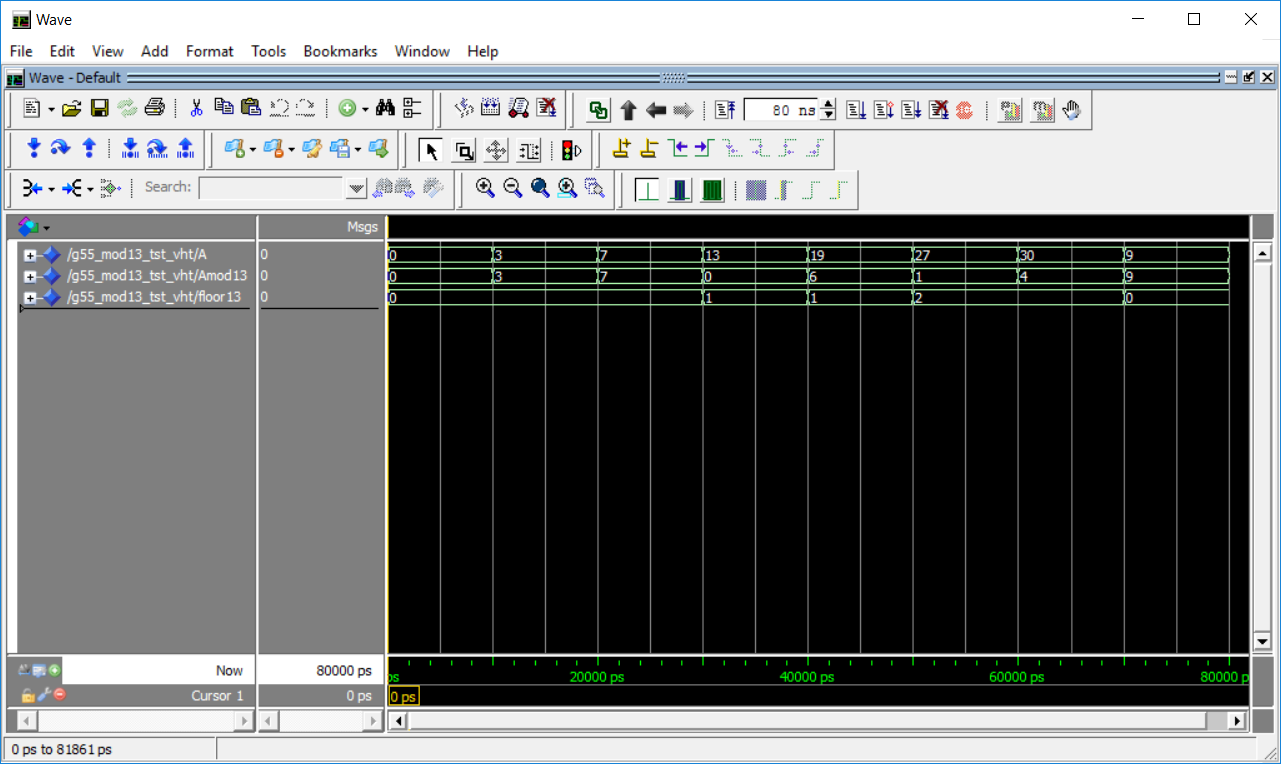 Wave
File Edit View Add Format Tools Bookmarks Window Help
Wave - Default
80 ns
Search:
Msgs
/g55_mod13_tst_vht/A 0 0 3 7 13 19 27 30 9
/g55_mod13_tst_vht/Amod13 0 0 3 7 0 6 1 4 9
/g55_mod13_tst_vht/floor13 0 0 1 1 2 0
Now 80000 ps ps 20000 ps 40000 ps 60000 ps 80000 p
Cursor 1 0 ps 0 ps
0 ps to 81861 ps